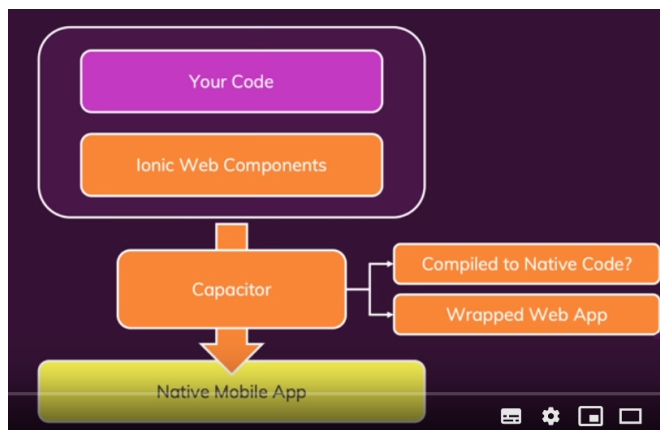 Your Code
Ionic Web Components
Capacitor
Compiled to Native Code?
Wrapped Web App
Native Mobile App